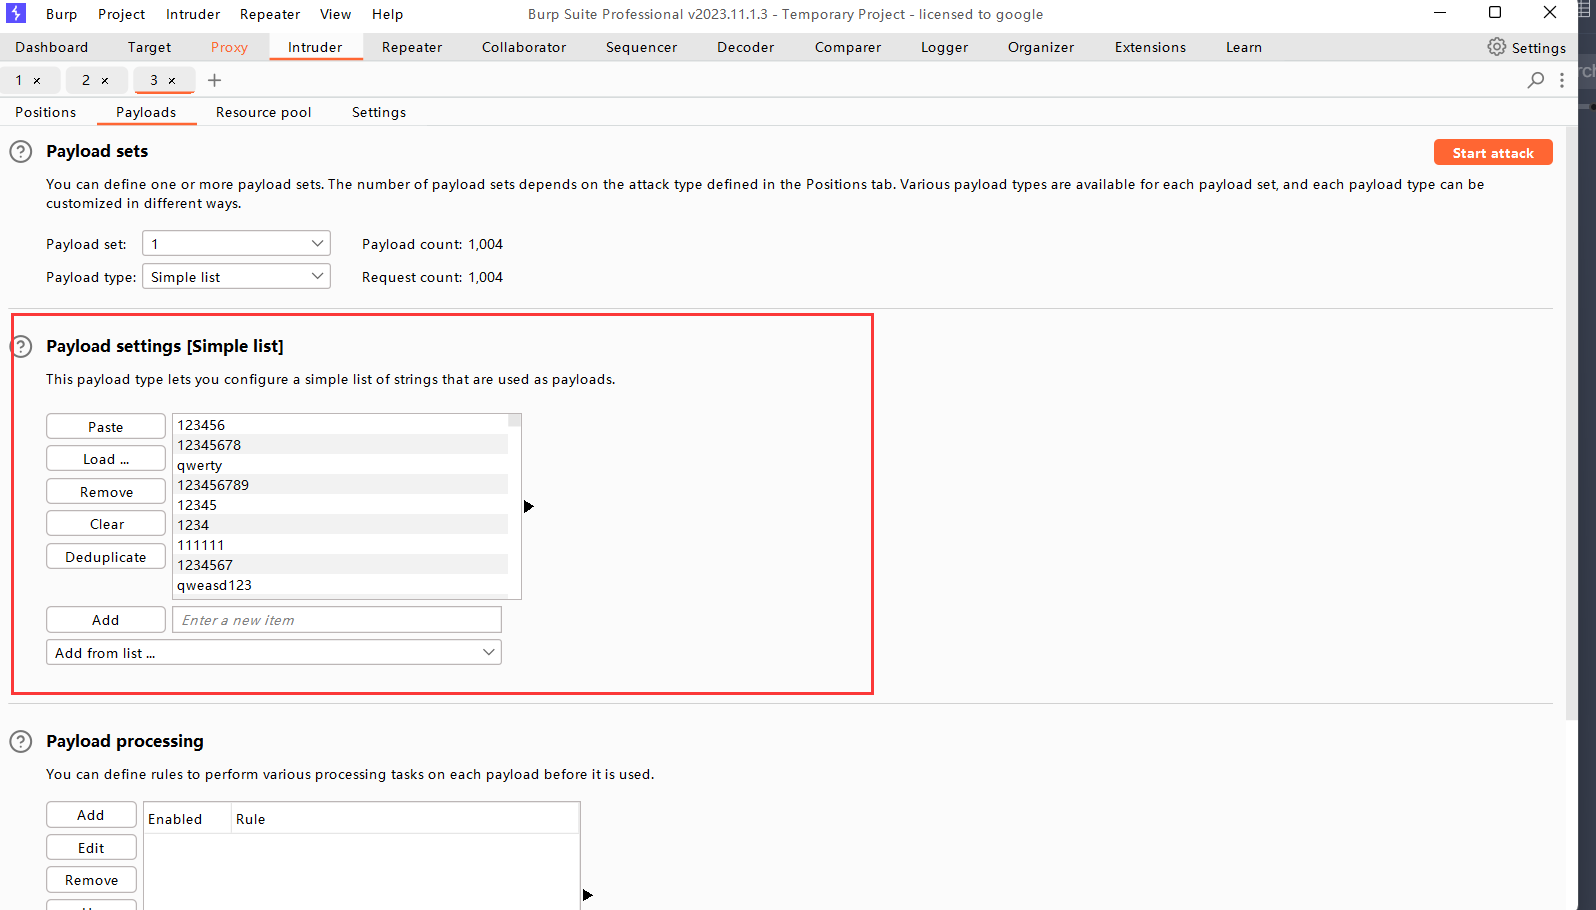 Burp Project Intruder Repeater View Help Burp Suite Professional v2023.11.1.3 - Temporary Project - licensed to google
Dashboard Target Proxy Intruder Repeater Collaborator Sequencer Decoder Comparer Logger Organizer Extensions Learn Settings
1 × 2 × 3 × +
Positions Payloads Resource pool Settings
Payload sets
Start attack
You can define one or more payload sets. The number of payload sets depends on the attack type defined in the Positions tab. Various payload types are available for each payload set, and each payload type can be
customized in different ways.
Payload set: 1 Payload count: 1,004
Payload type: Simple list Request count: 1,004
Payload settings [Simple list]
This payload type lets you configure a simple list of strings that are used as payloads.
Paste
Load ...
Remove
Clear
Deduplicate
123456
12345678
qwerty
123456789
12345
1234
111111
1234567
qweasd123
Add Enter a new item
Add from list ...
Payload processing
You can define rules to perform various processing tasks on each payload before it is used.
Add
Edit
Remove
Enabled Rule